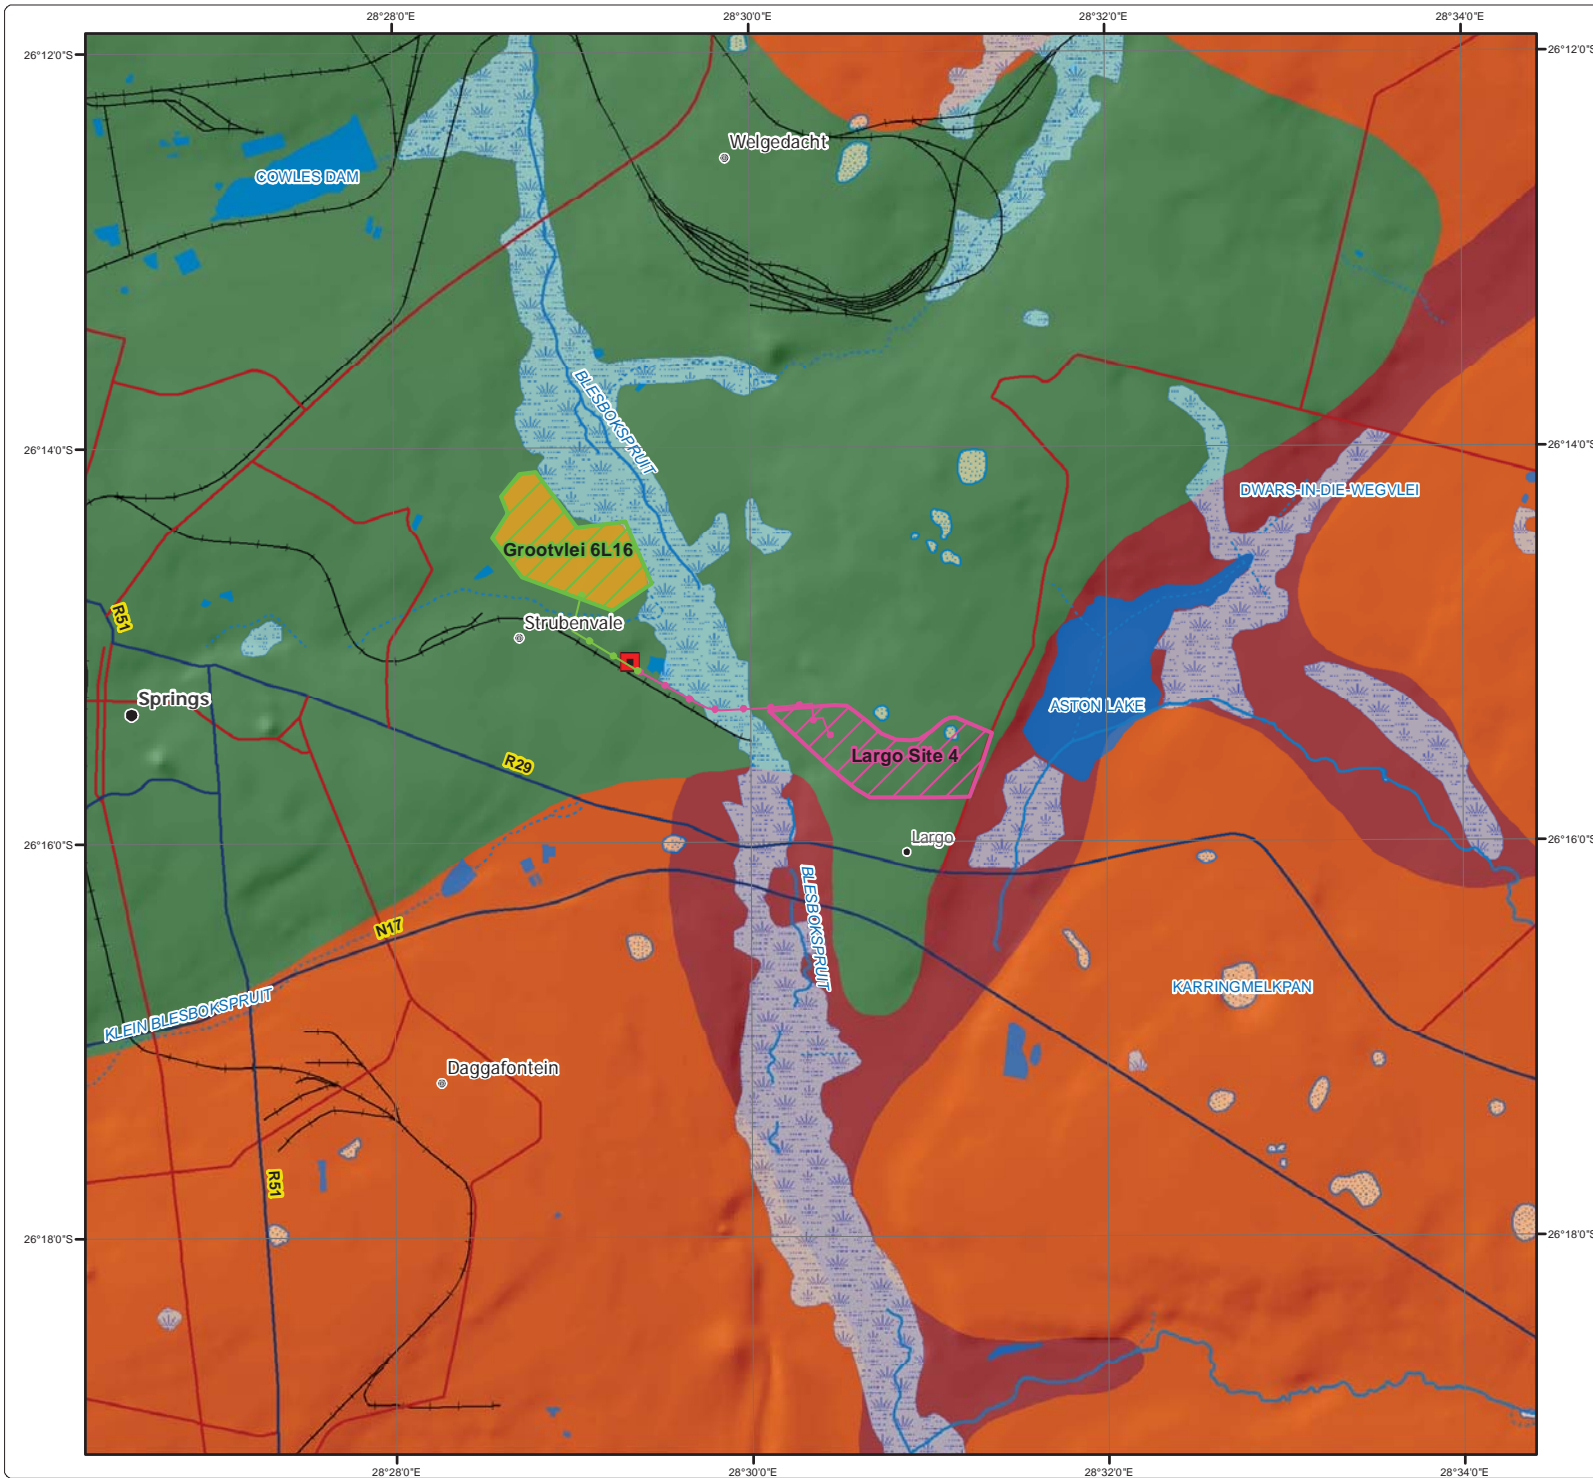 28°28'0"E
28°30'0"E
28°32'0"E
28°34'0"E
26°12'0"S
26°12'0"S
Welgedacht
COWLES DAM
BLESBOKSPRUIT
26°14'0"S
26°14'0"S
DWARS-IN-DIE-WEGVLEI
Grootvlei 6L16
R51
Strubenvale
Springs
ASTON LAKE
Largo Site 4
R29
Largo
26°16'0"S
26°16'0"S
BLESBOKSPRUIT
N17
KARRINGMELKPAN
KLEIN BLESBOKSPRUIT
Daggafontein
R51
26°18'0"S
26°18'0"S
28°28'0"E
28°30'0"E
28°32'0"E
28°34'0"E